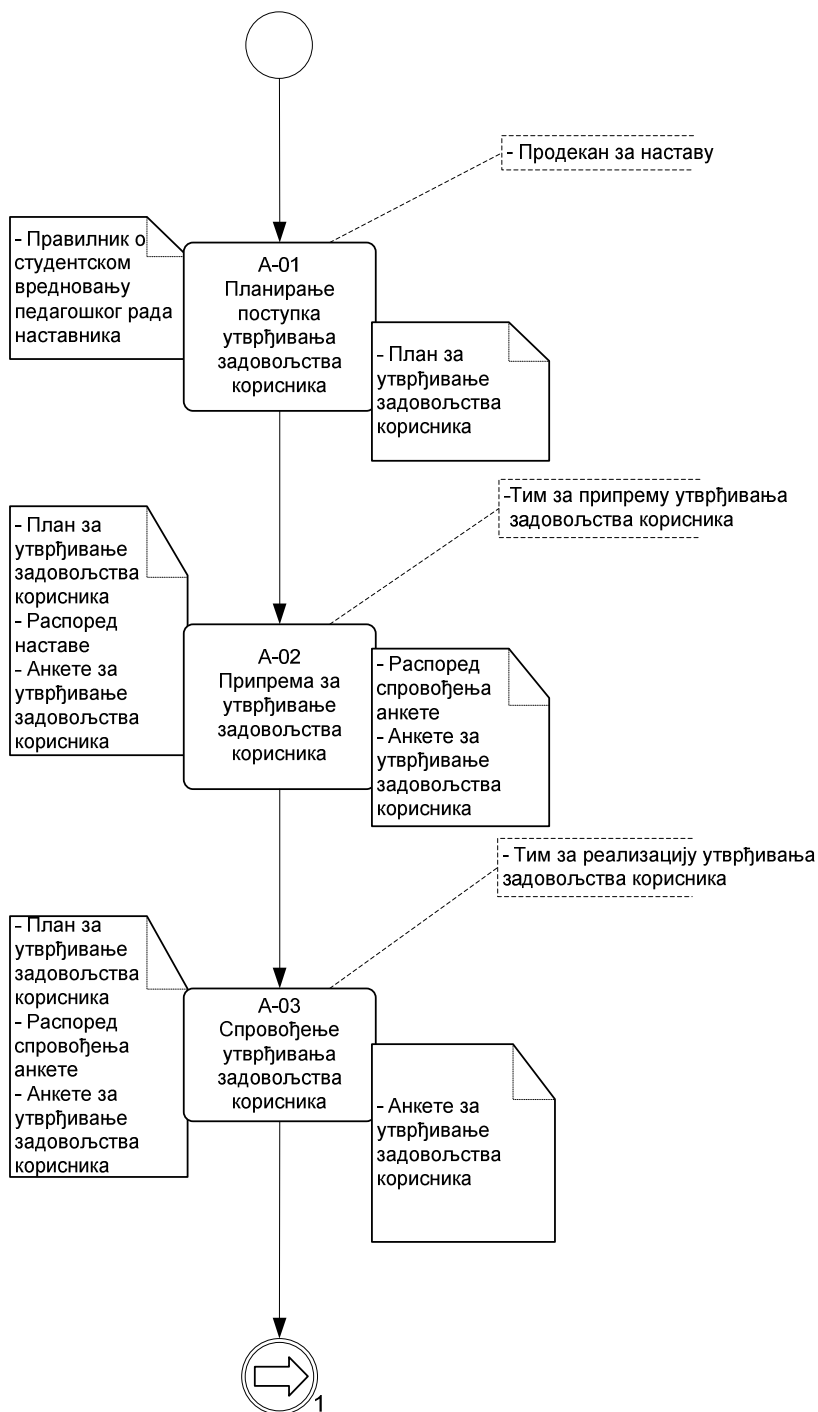 - Продекан за наставу
- Правилник о
студентском
вредновању
педагошког рада
наставника
А-01
Планирање
поступка
утврђивања
задовољства
корисника
- План за
утврђивање
задовољства
корисника
-Тим за припрему утврђивања
задовољства корисника
- План за
утврђивање
задовољства
корисника
- Распоред
наставе
- Анкете за
утврђивање
задовољства
корисника
А-02
Припрема за
утврђивање
задовољства
корисника
- Распоред
спровођења
анкете
- Анкете за
утврђивање
задовољства
корисника
- Тим за реализацију утврђивања
задовољства корисника
- План за
утврђивање
задовољства
корисника
- Распоред
спровођења
анкете
- Анкете за
утврђивање
задовољства
корисника
А-03
Спровођење
утврђивања
задовољства
корисника
- Анкете за
утврђивање
задовољства
корисника
1